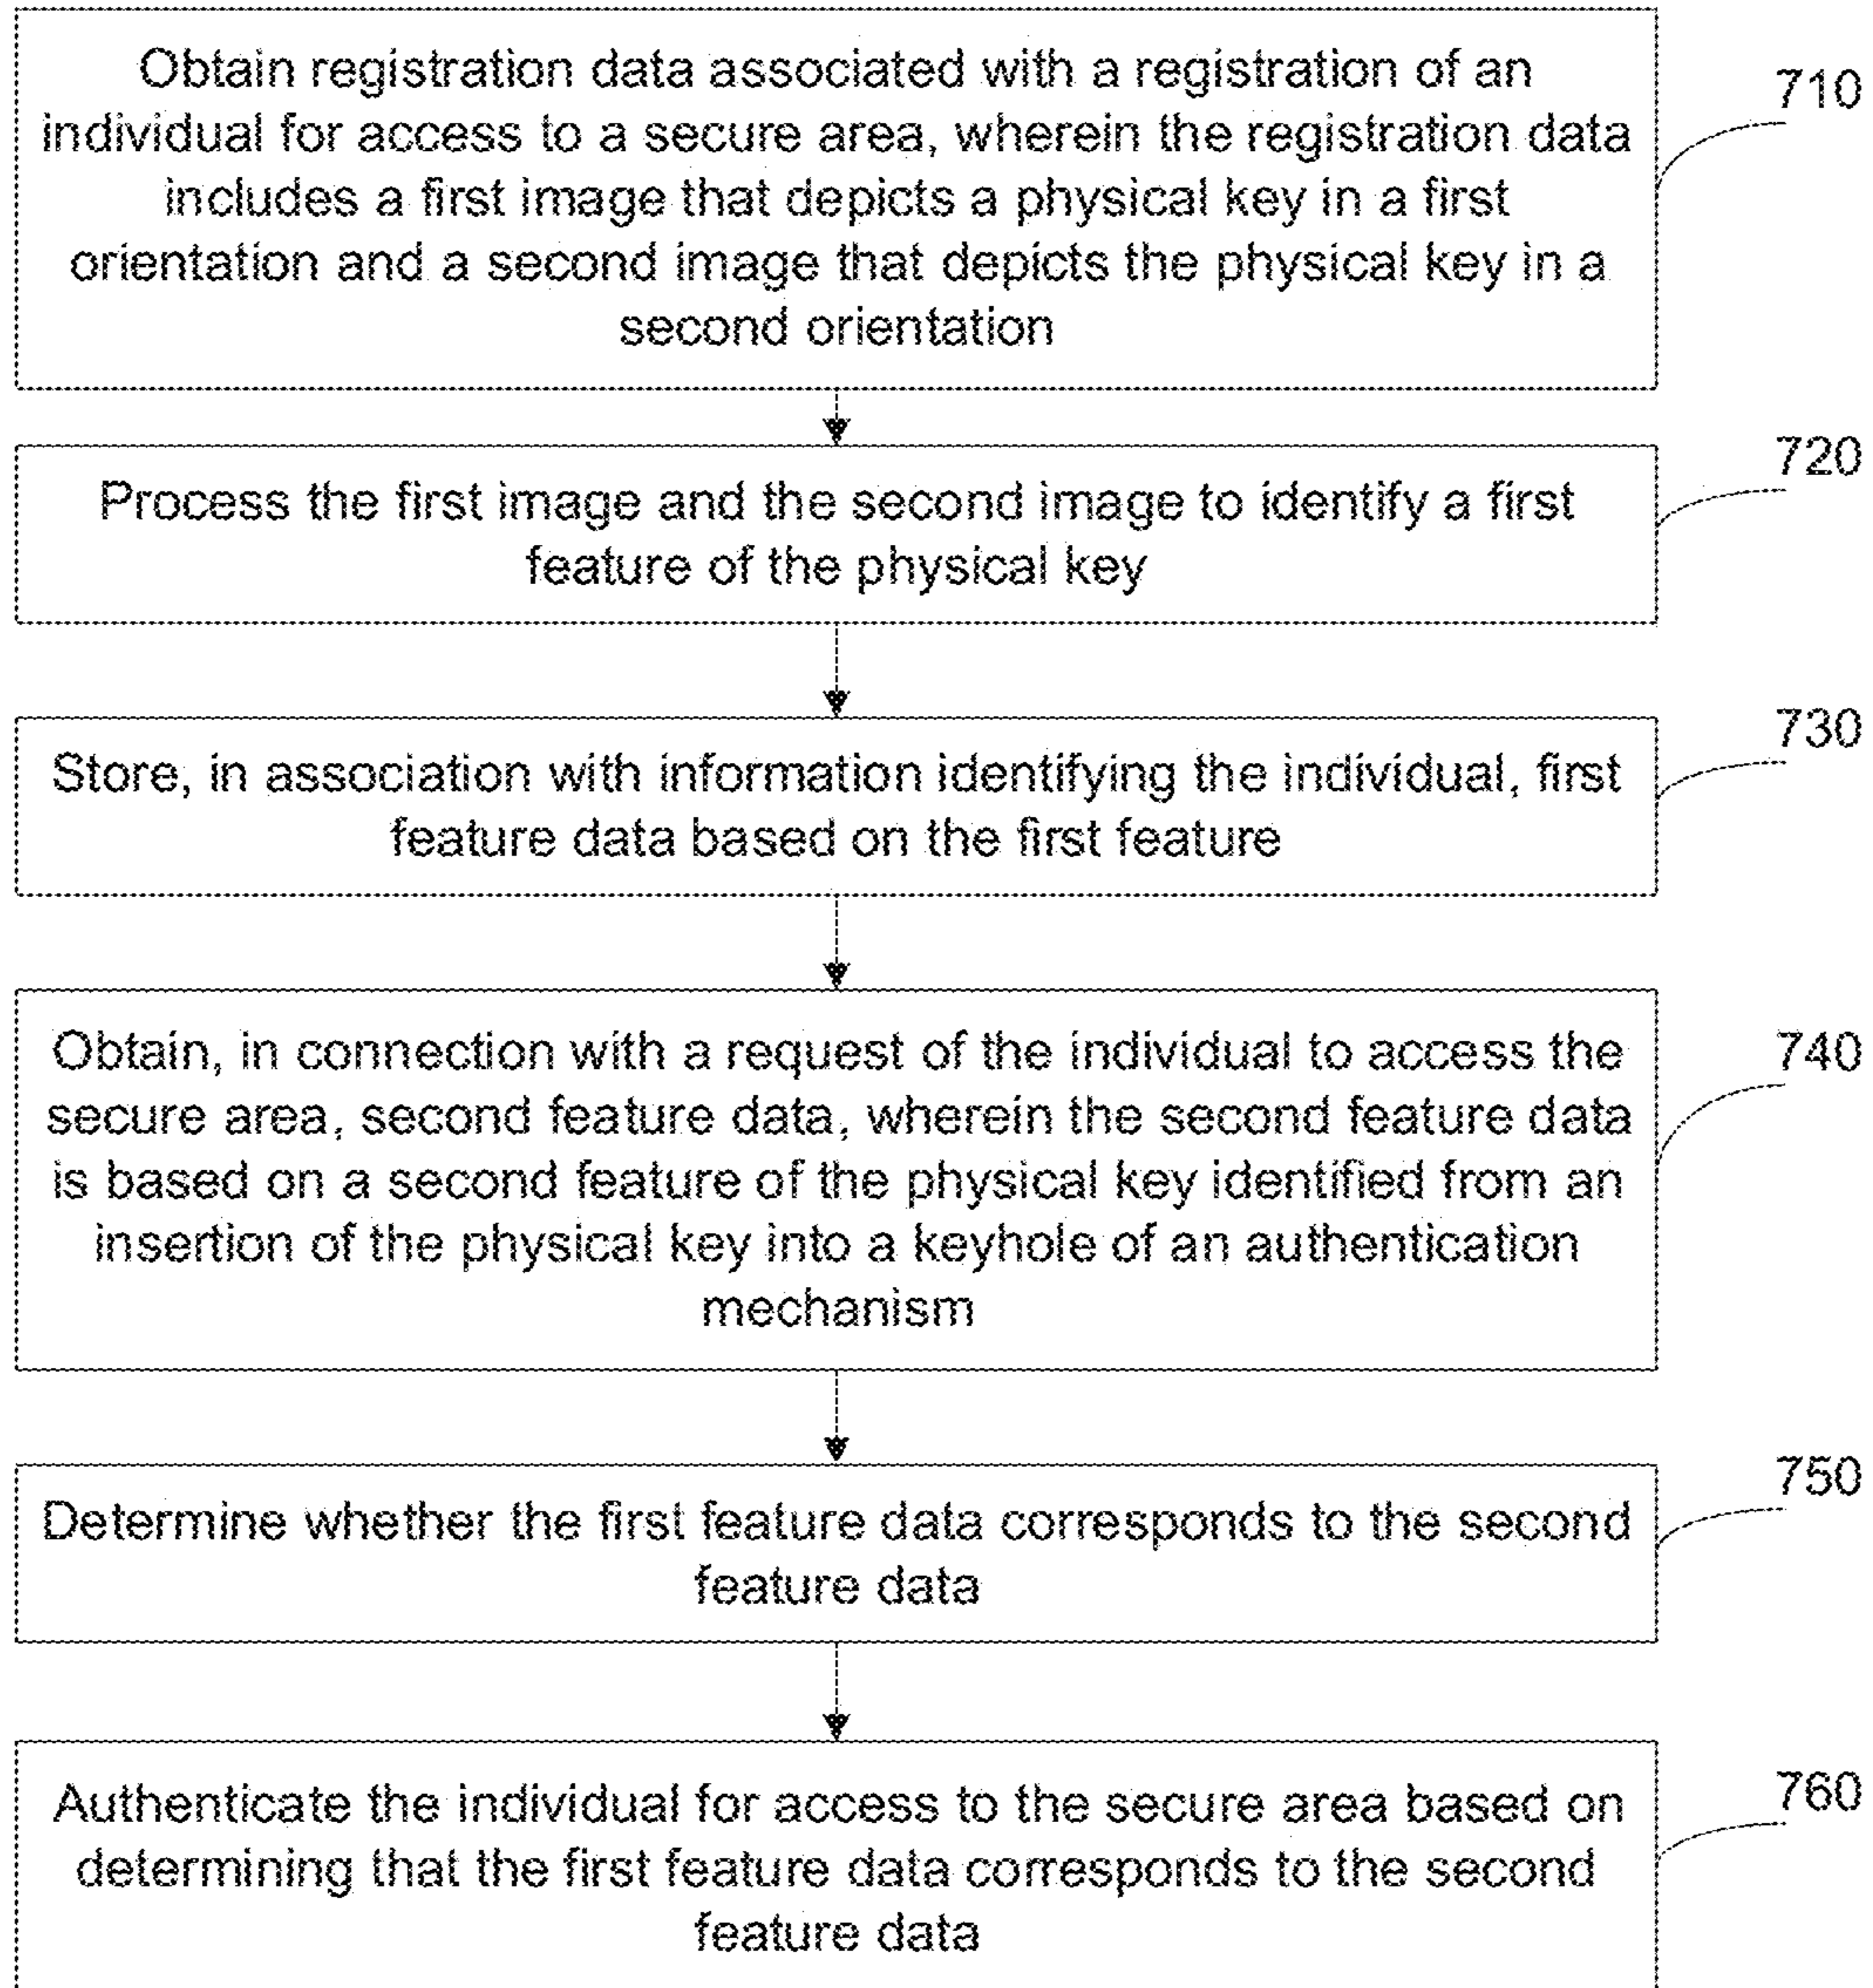 Obtain registration data associated with a registration of an
individual for access to a secure area, wherein the registration data
includes a first image that depicts a physical key in a first
orientation and a second image that depicts the physical key in a
second orientation
710
Process the first image and the second image to identify a first
feature of the physical key
720
Store, in association with information identifying the individual, first
feature data based on the first feature
730
Obtain, in connection with a request of the individual to access the
secure area, second feature data, wherein the second feature data
is based on a second feature of the physical key identified from an
insertion of the physical key into a keyhole of an authentication
mechanism
740
Determine whether the first feature data corresponds to the second
feature data
750
Authenticate the individual for access to the secure area based on
determining that the first feature data corresponds to the second
feature data
760